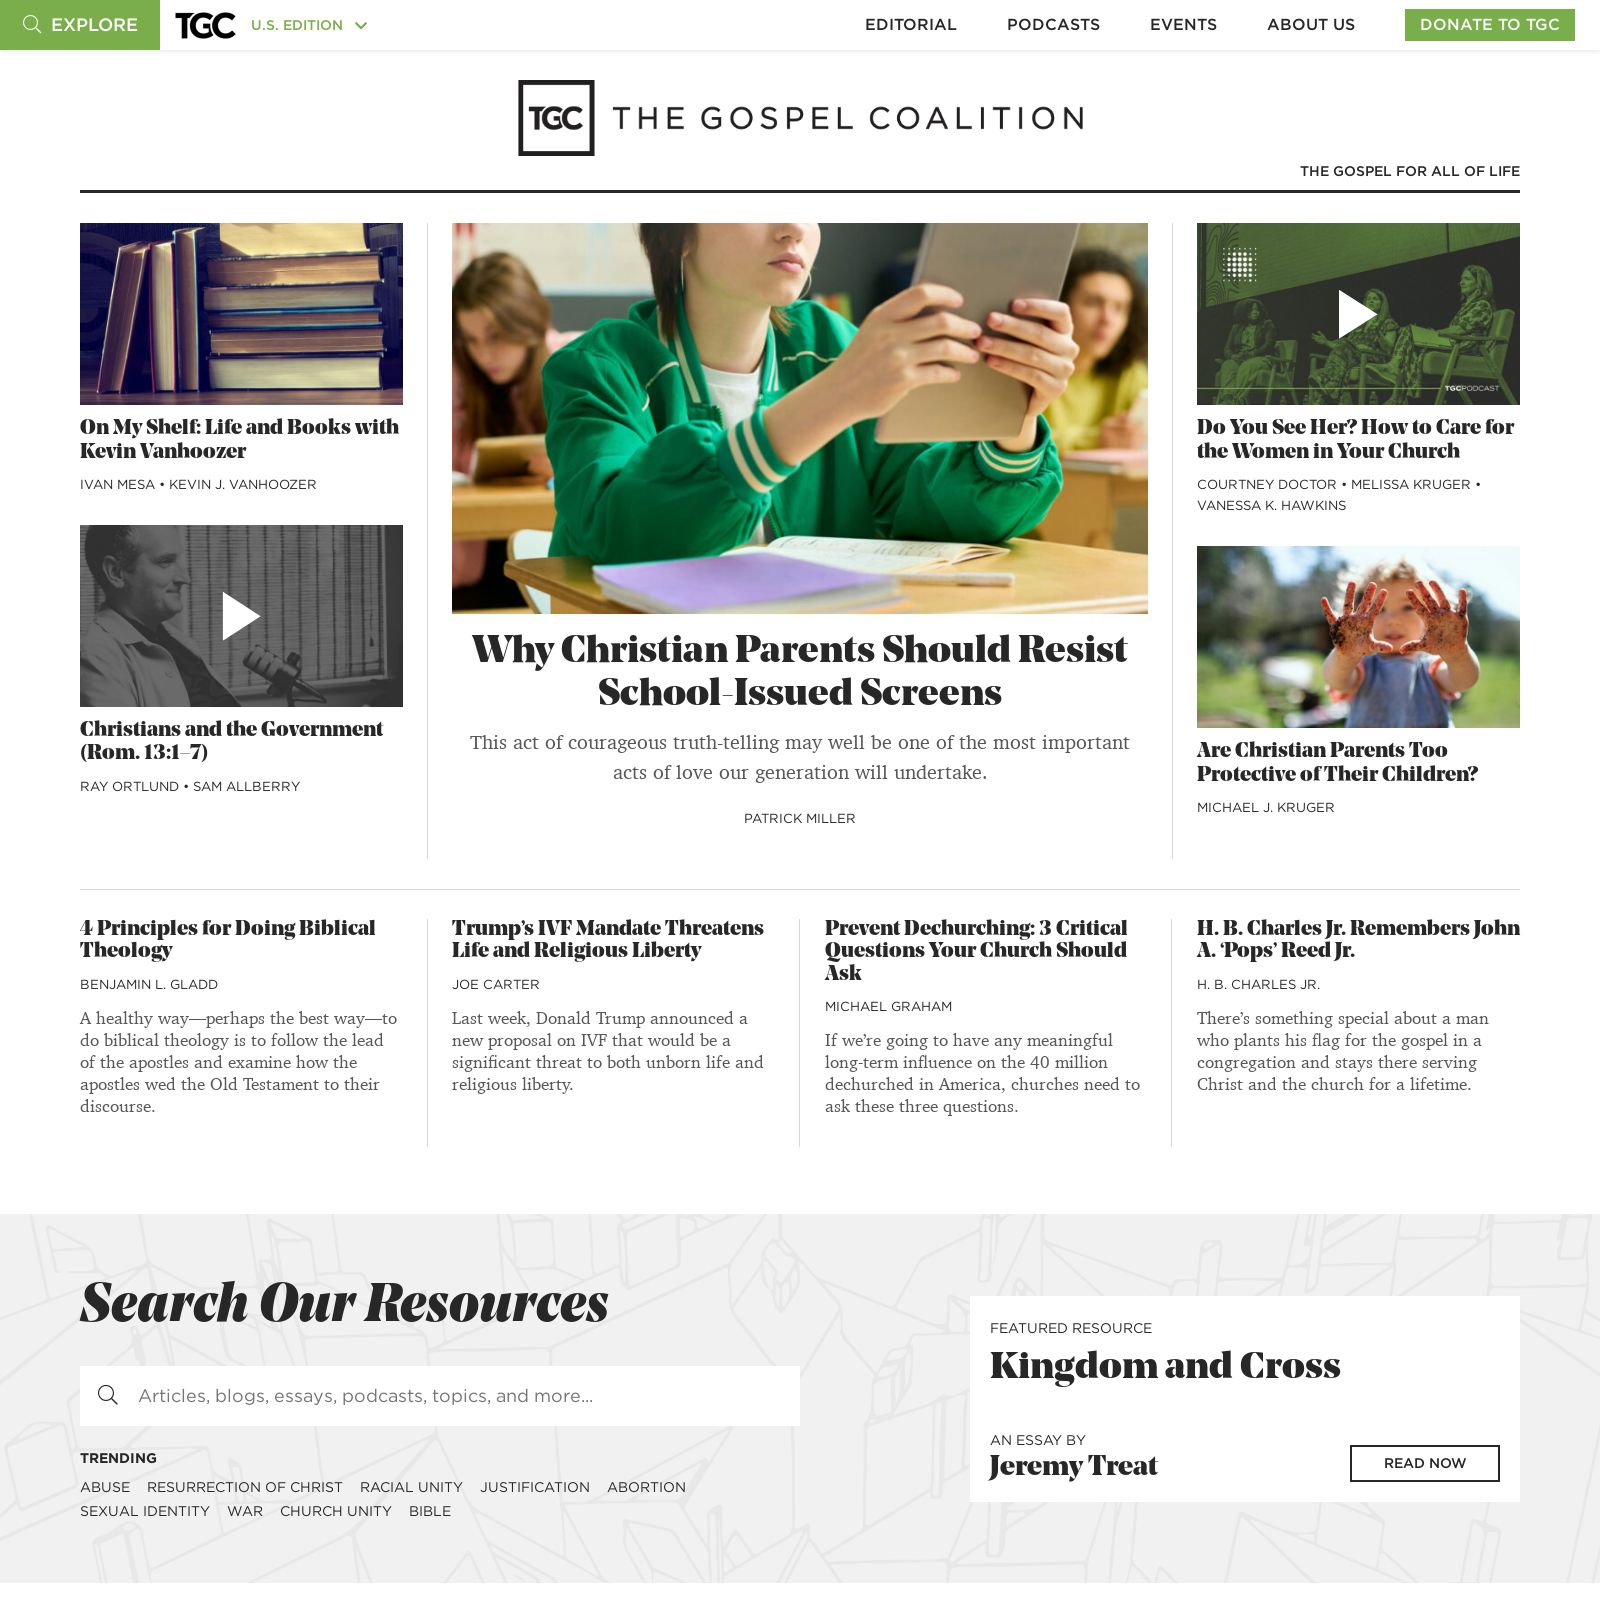 EXPLORE
TGC
U.S. EDITION
EDITORIAL
PODCASTS
EVENTS
ABOUT US
DONATE TO TGC
TGC THE GOSPEL COALITION
THE GOSPEL FOR ALL OF LIFE
On My Shelf: Life and Books with
Kevin Vanhoozer
IVAN MESA • KEVIN J. VANHOOZER
Christians and the Government
(Rom. 13:1–7)
RAY ORTLUND • SAM ALLBERRY
Why Christian Parents Should Resist
School-Issued Screens
This act of courageous truth-telling may well be one of the most important
acts of love our generation will undertake.
PATRICK MILLER
TGCPODCAST
Do You See Her? How to Care for
the Women in Your Church
COURTNEY DOCTOR • MELISSA KRUGER •
VANESSA K. HAWKINS
Are Christian Parents Too
Protective of Their Children?
MICHAEL J. KRUGER
4 Principles for Doing Biblical
Theology
BENJAMIN L. GLADD
A healthy way—perhaps the best way—to
do biblical theology is to follow the lead
of the apostles and examine how the
apostles wed the Old Testament to their
discourse.
Trump’s IVF Mandate Threatens
Life and Religious Liberty
JOE CARTER
Last week, Donald Trump announced a
new proposal on IVF that would be a
significant threat to both unborn life and
religious liberty.
Prevent Dechurching: 3 Critical
Questions Your Church Should
Ask
MICHAEL GRAHAM
If we’re going to have any meaningful
long-term influence on the 40 million
dechurched in America, churches need to
ask these three questions.
H. B. Charles Jr. Remembers John
A. ‘Pops’ Reed Jr.
H. B. CHARLES JR.
There’s something special about a man
who plants his flag for the gospel in a
congregation and stays there serving
Christ and the church for a lifetime.
Search Our Resources
Articles, blogs, essays, podcasts, topics, and more...
TRENDING
ABUSE RESURRECTION OF CHRIST RACIAL UNITY JUSTIFICATION ABORTION
SEXUAL IDENTITY WAR CHURCH UNITY BIBLE
FEATURED RESOURCE
Kingdom and Cross
AN ESSAY BY
Jeremy Treat
READ NOW